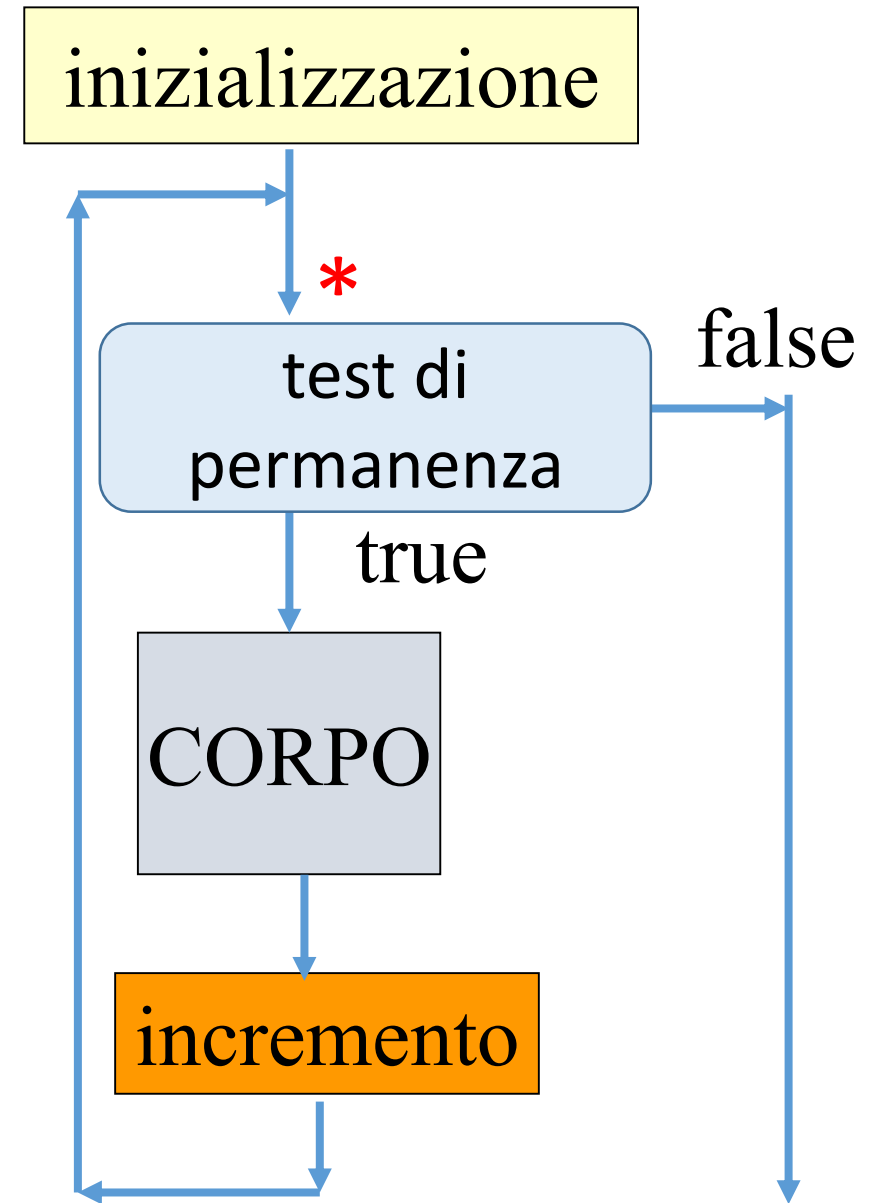 inizializzazione
*
test di
permanenza
false
true
CORPO
incremento